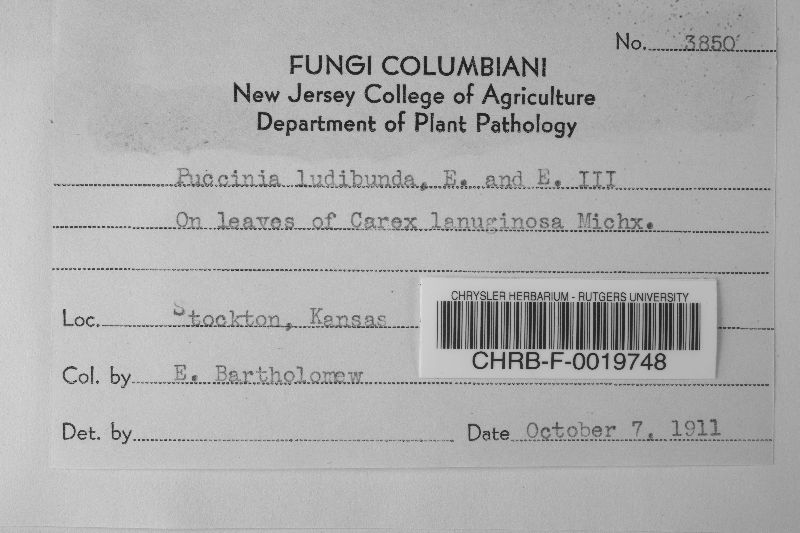 No. 3850
FUNGI COLUMBIANI
New Jersey College of Agriculture
Department of Plant Pathology
Puccinia ludibunda, E. and E. III
On leaves of Carex lanuginosa Michx.
Loc. Stockton, Kansas
CHRYSLER HERBARIUM - RUTGERS UNIVERSITY
CHRB-F-0019748
Col. by E. Bartholomew
Det. by
Date October 7, 1911